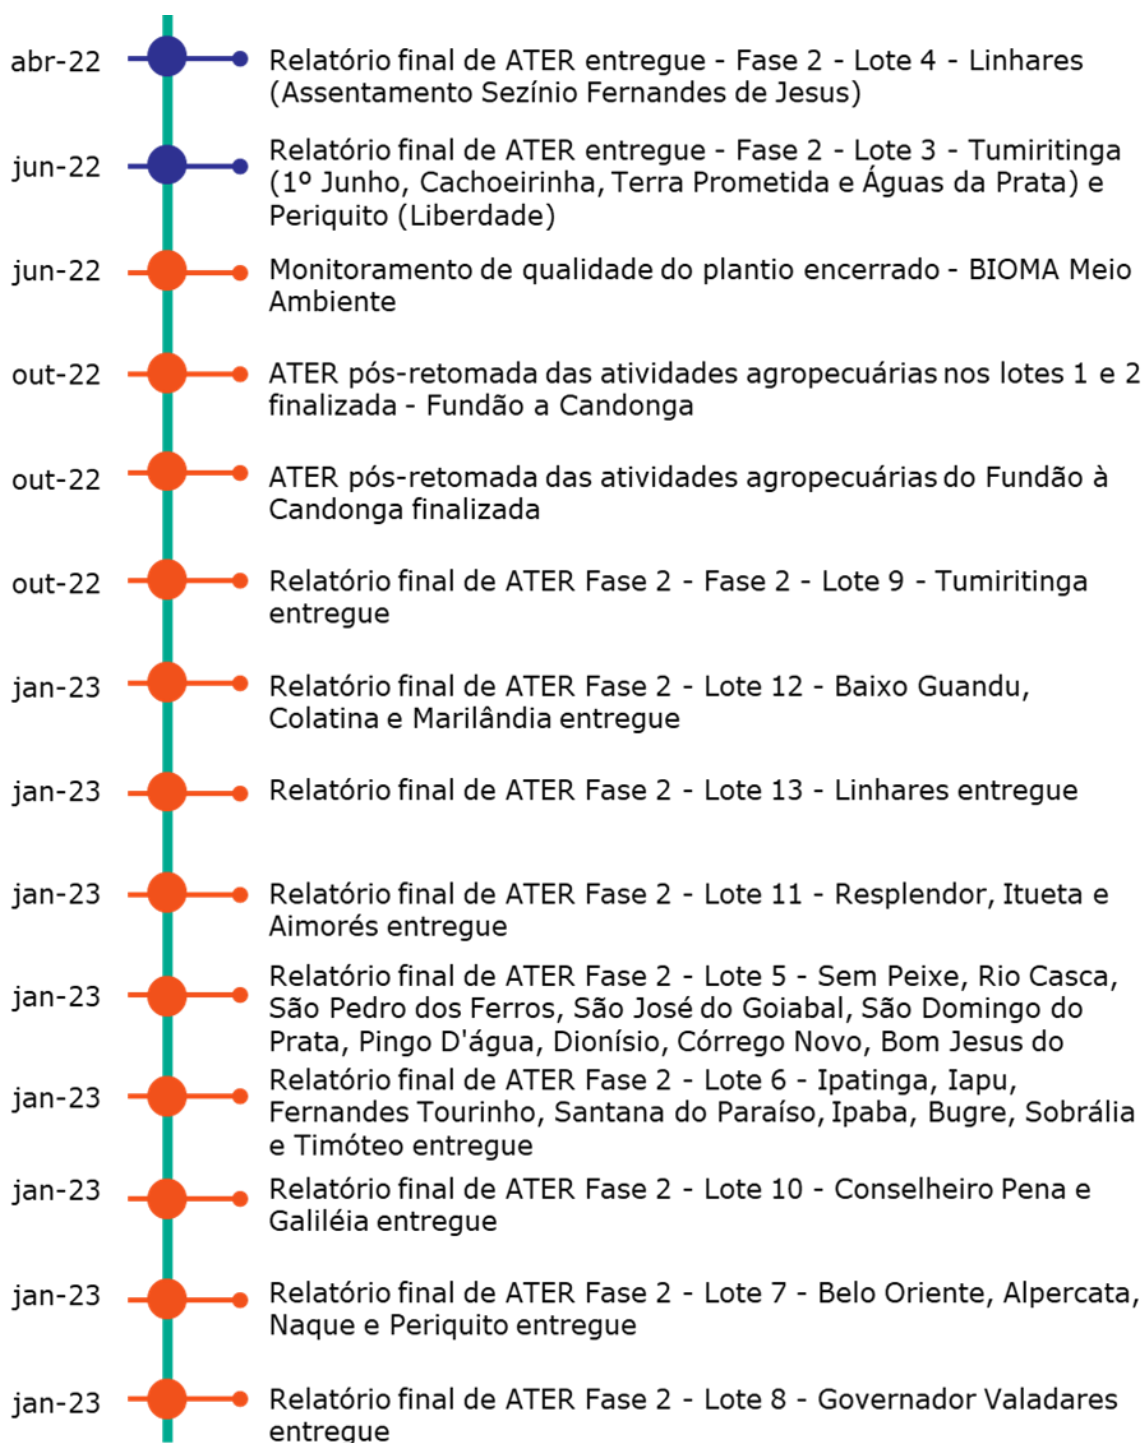 abr-22 Relatório final de ATER entregue - Fase 2 - Lote 4 - Linhares
(Assentamento Sezínio Fernandes de Jesus)
jun-22 Relatório final de ATER entregue - Fase 2 - Lote 3 - Tumiritinga
(1º Junho, Cachoeirinha, Terra Prometida e Águas da Prata) e
Periquito (Liberdade)
jun-22 Monitoramento de qualidade do plantio encerrado - BIOMA Meio
Ambiente
out-22 ATER pós-retomada das atividades agropecuárias nos lotes 1 e 2
finalizada - Fundão a Candonga
out-22 ATER pós-retomada das atividades agropecuárias do Fundão à
Candonga finalizada
out-22 Relatório final de ATER Fase 2 - Fase 2 - Lote 9 - Tumiritinga
entregue
jan-23 Relatório final de ATER Fase 2 - Lote 12 - Baixo Guandu,
Colatina e Marilândia entregue
jan-23 Relatório final de ATER Fase 2 - Lote 13 - Linhares entregue
jan-23 Relatório final de ATER Fase 2 - Lote 11 - Resplendor, Itueta e
Aimorés entregue
jan-23 Relatório final de ATER Fase 2 - Lote 5 - Sem Peixe, Rio Casca,
São Pedro dos Ferros, São José do Goiabal, São Domingo do
Prata, Pingo D'água, Dionísio, Córrego Novo, Bom Jesus do
jan-23 Relatório final de ATER Fase 2 - Lote 6 - Ipatinga, Iapu,
Fernandes Tourinho, Santana do Paraíso, Ipaba, Bugre, Sobrália
e Timóteo entregue
jan-23 Relatório final de ATER Fase 2 - Lote 10 - Conselheiro Pena e
Galiléia entregue
jan-23 Relatório final de ATER Fase 2 - Lote 7 - Belo Oriente, Alpercata,
Naque e Periquito entregue
jan-23 Relatório final de ATER Fase 2 - Lote 8 - Governador Valadares
entregue